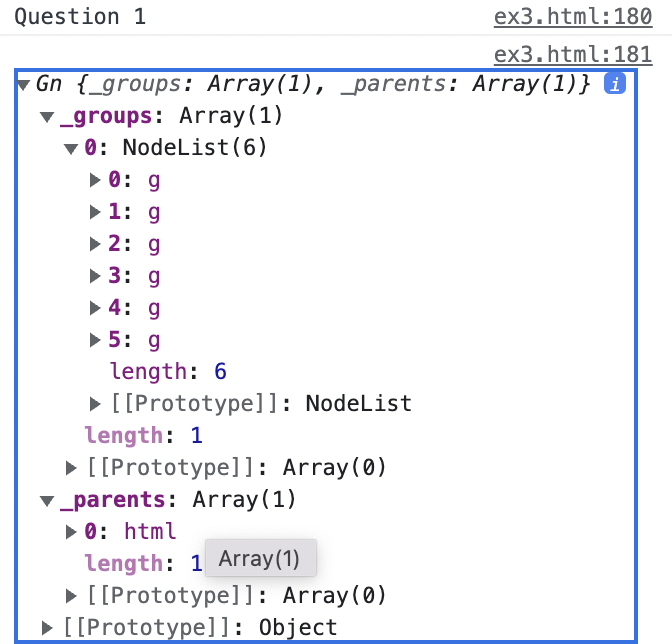 Question 1 ex3.html:180
ex3.html:181
Gn {_groups: Array(1), _parents: Array(1)} i
_groups: Array(1)
0: NodeList(6)
0: g
1: g
2: g
3: g
4: g
5: g
length: 6
[[Prototype]]: NodeList
length: 1
[[Prototype]]: Array(0)
_parents: Array(1)
0: html
length: 1 Array(1)
[[Prototype]]: Array(0)
[[Prototype]]: Object